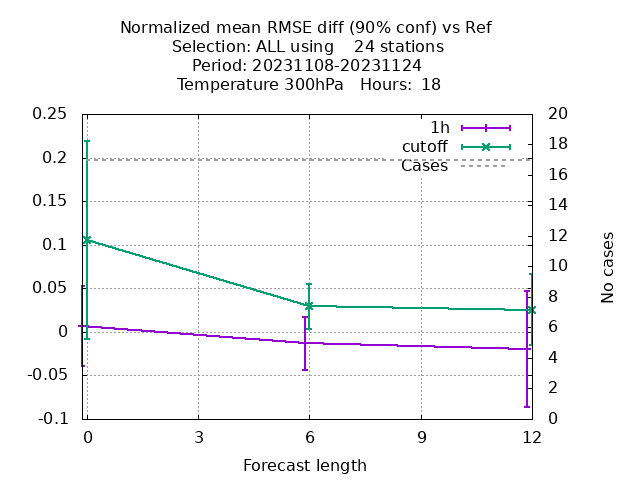 Normalized mean RMSE diff (90% conf) vs Ref
Selection: ALL using    24 stations
Period: 20231108-20231124
Temperature 300hPa   Hours:  18
0.25
0.2
0.15
0.1
0.05
0
-0.05
-0.1
1h
cutoff
Cases
20
18
16
14
12
10
8
6
4
2
0
No cases
0 3 6 9 12
Forecast length